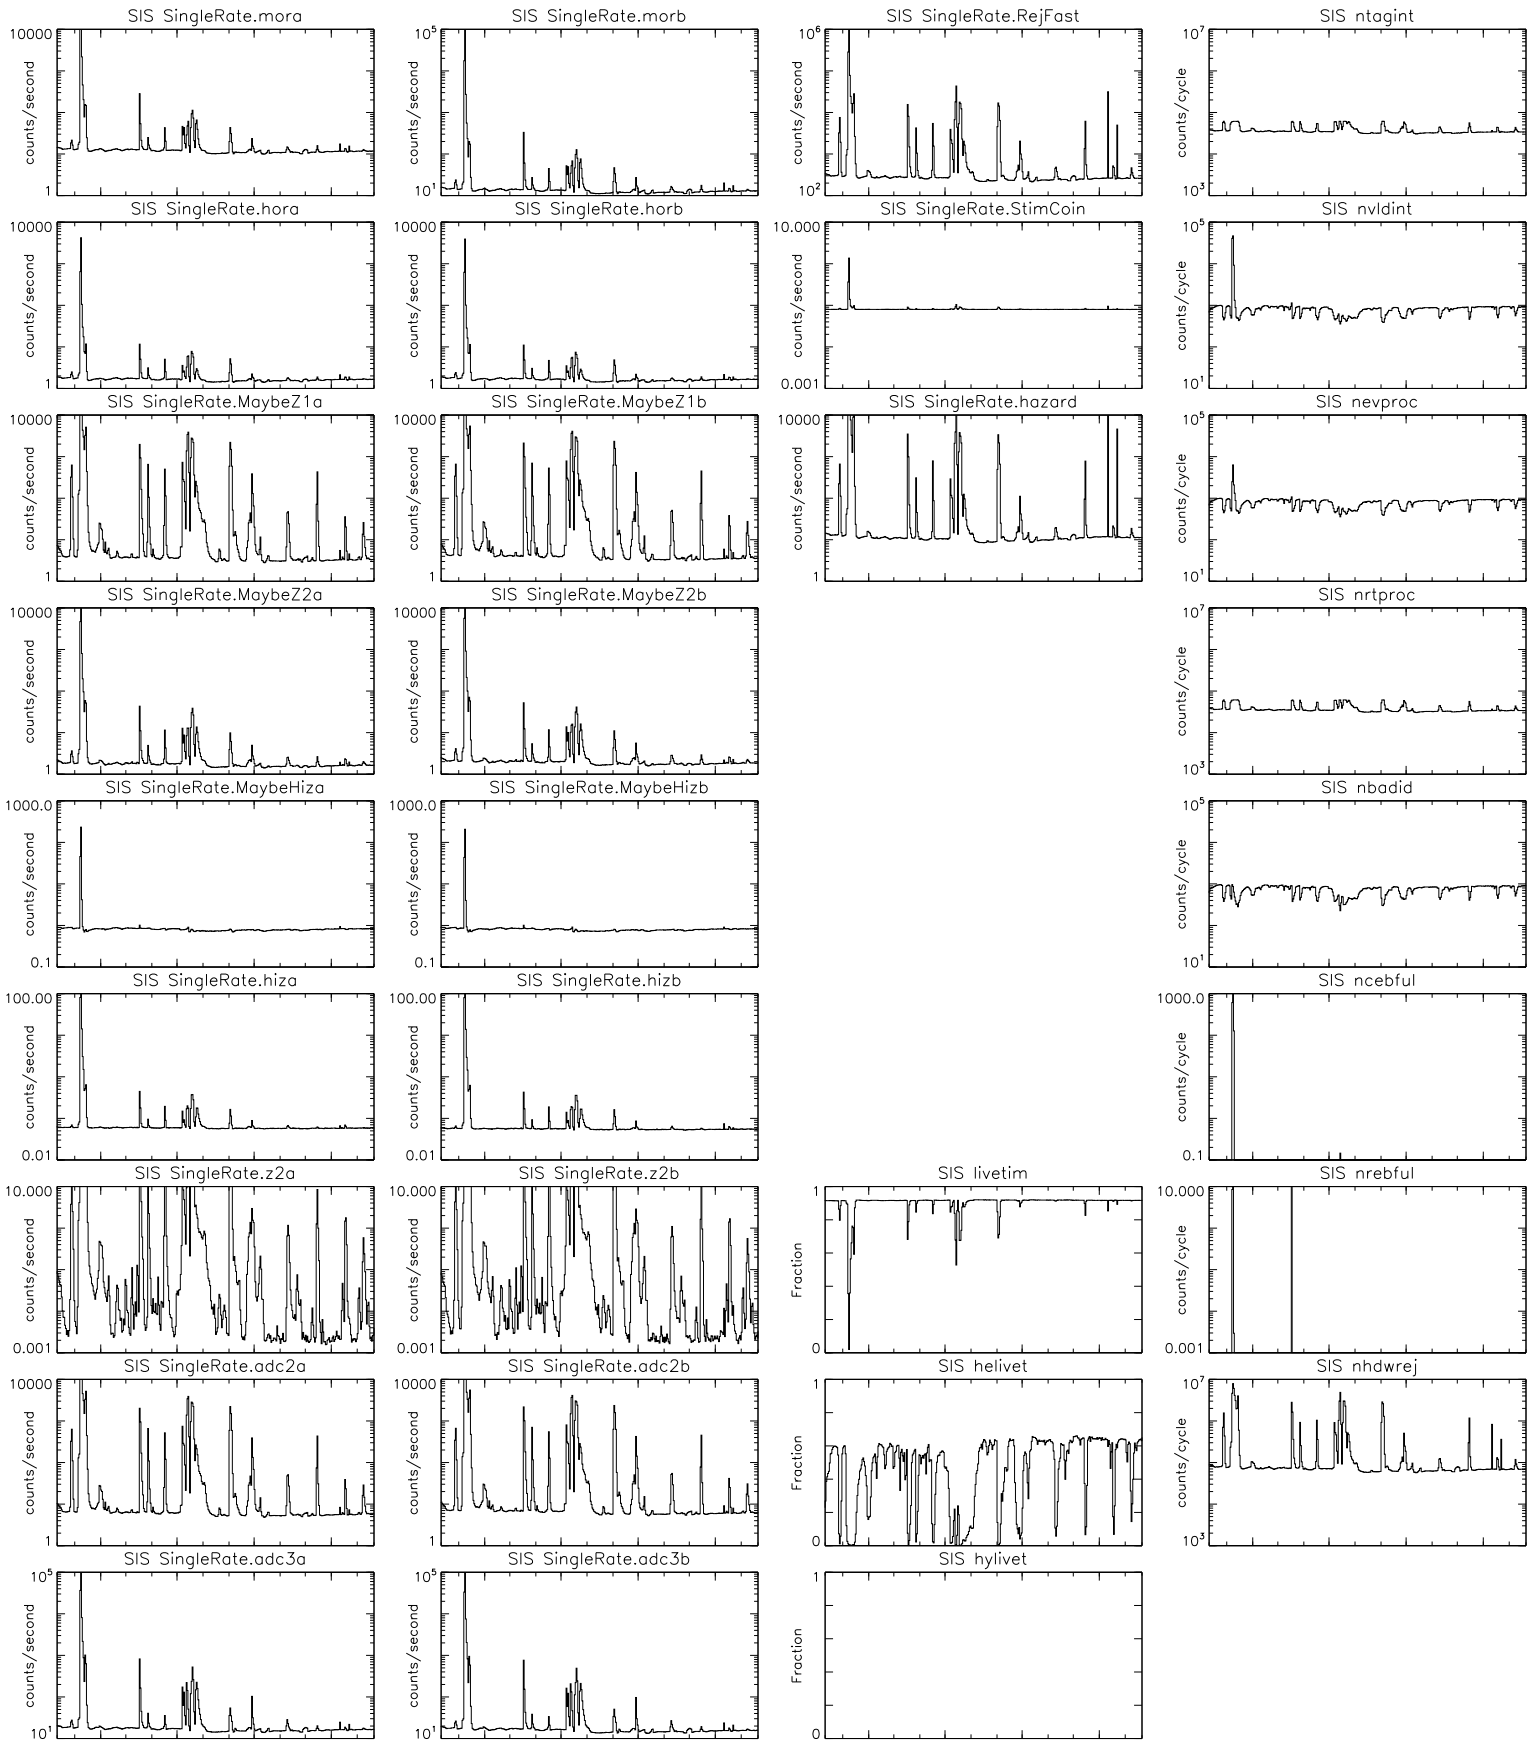 SIS SingleRate.mora
SIS SingleRate.morb
SIS SingleRate.RejFast
SIS ntagint
10000
counts/second
1
10^5
counts/second
10^1
10^6
counts/second
10^2
10^7
counts/cycle
10^3
SIS SingleRate.hora
SIS SingleRate.horb
SIS SingleRate.StimCoin
SIS nvldint
10000
counts/second
1
10000
counts/second
1
10.000
counts/second
0.001
10^5
counts/cycle
10^1
SIS SingleRate.MaybeZ1a
SIS SingleRate.MaybeZ1b
SIS SingleRate.hazard
SIS nevproc
10000
counts/second
1
10000
counts/second
1
10000
counts/second
1
10^5
counts/cycle
10^1
SIS SingleRate.MaybeZ2a
SIS SingleRate.MaybeZ2b
SIS nrtproc
10000
counts/second
1
10000
counts/second
1
10^7
counts/cycle
10^3
SIS SingleRate.MaybeHiza
SIS SingleRate.MaybeHizb
SIS nbadid
1000.0
counts/second
0.1
1000.0
counts/second
0.1
10^5
counts/cycle
10^1
SIS SingleRate.hiza
SIS SingleRate.hizb
SIS ncebful
100.00
counts/second
0.01
100.00
counts/second
0.01
1000.0
counts/cycle
0.1
SIS SingleRate.z2a
SIS SingleRate.z2b
SIS livetim
SIS nrebful
10.000
counts/second
0.001
10.000
counts/second
0.001
1
Fraction
0
10.000
counts/cycle
0.001
SIS SingleRate.adc2a
SIS SingleRate.adc2b
SIS helivet
SIS nhdwrej
10000
counts/second
1
10000
counts/second
1
1
Fraction
0
10^7
counts/cycle
10^3
SIS SingleRate.adc3a
SIS SingleRate.adc3b
SIS hylivet
10^5
counts/second
10^1
10^5
counts/second
10^1
1
Fraction
0